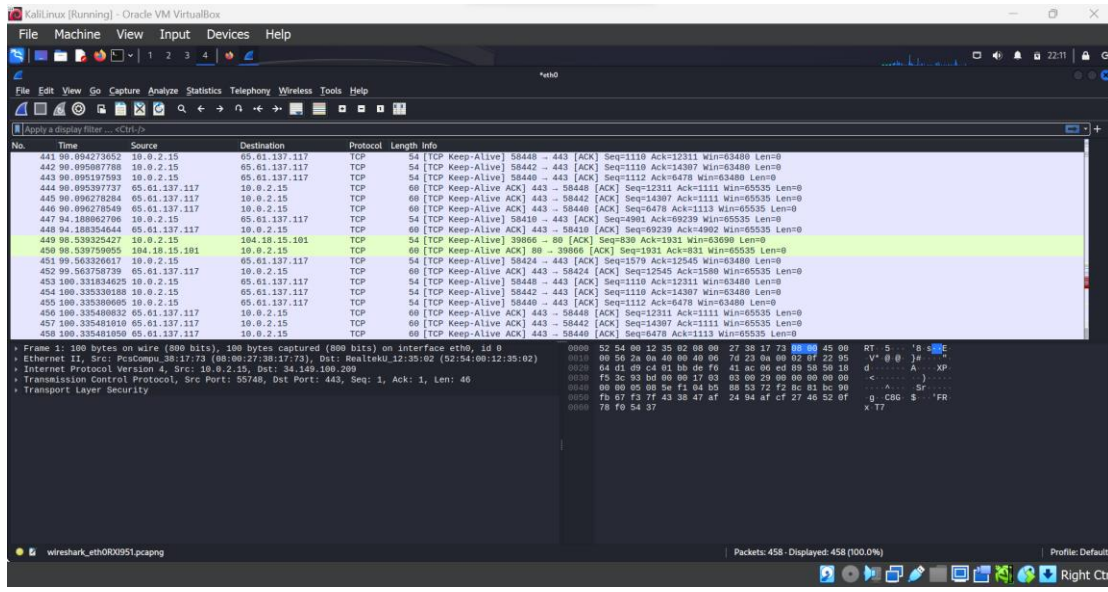 KaliLinux [Running] - Oracle VM VirtualBox
File Machine View Input Devices Help
1 2 3 4 22:11
*eth0
File Edit View Go Capture Analyze Statistics Telephony Wireless Tools Help
Apply a display filter ... <Ctrl-/>
No. Time Source Destination Protocol Length Info
441 90.094273652 10.0.2.15 65.61.137.117 TCP 54 [TCP Keep-Alive] 58448 → 443 [ACK] Seq=1110 Ack=12311 Win=63480 Len=0
442 90.095087788 10.0.2.15 65.61.137.117 TCP 54 [TCP Keep-Alive] 58442 → 443 [ACK] Seq=1110 Ack=14307 Win=63480 Len=0
443 90.095197593 10.0.2.15 65.61.137.117 TCP 54 [TCP Keep-Alive] 58440 → 443 [ACK] Seq=1112 Ack=6478 Win=63480 Len=0
444 90.095397737 65.61.137.117 10.0.2.15 TCP 60 [TCP Keep-Alive ACK] 443 → 58448 [ACK] Seq=12311 Ack=1111 Win=65535 Len=0
445 90.096278284 65.61.137.117 10.0.2.15 TCP 60 [TCP Keep-Alive ACK] 443 → 58442 [ACK] Seq=14307 Ack=1111 Win=65535 Len=0
446 90.096278549 65.61.137.117 10.0.2.15 TCP 60 [TCP Keep-Alive ACK] 443 → 58440 [ACK] Seq=6478 Ack=1113 Win=65535 Len=0
447 94.188062706 10.0.2.15 65.61.137.117 TCP 54 [TCP Keep-Alive] 58410 → 443 [ACK] Seq=4901 Ack=69239 Win=65535 Len=0
448 94.188354644 65.61.137.117 10.0.2.15 TCP 60 [TCP Keep-Alive ACK] 443 → 58410 [ACK] Seq=69239 Ack=4902 Win=65535 Len=0
449 98.539325427 10.0.2.15 104.18.15.101 TCP 54 [TCP Keep-Alive] 39866 → 80 [ACK] Seq=830 Ack=1931 Win=63690 Len=0
450 98.539759055 104.18.15.101 10.0.2.15 TCP 60 [TCP Keep-Alive ACK] 80 → 39866 [ACK] Seq=1931 Ack=831 Win=65535 Len=0
451 99.563326617 10.0.2.15 65.61.137.117 TCP 54 [TCP Keep-Alive] 58424 → 443 [ACK] Seq=1579 Ack=12545 Win=63480 Len=0
452 99.563758739 65.61.137.117 10.0.2.15 TCP 60 [TCP Keep-Alive ACK] 443 → 58424 [ACK] Seq=12545 Ack=1580 Win=65535 Len=0
453 100.331834625 10.0.2.15 65.61.137.117 TCP 54 [TCP Keep-Alive] 58448 → 443 [ACK] Seq=1110 Ack=12311 Win=63480 Len=0
454 100.335330188 10.0.2.15 65.61.137.117 TCP 54 [TCP Keep-Alive] 58442 → 443 [ACK] Seq=1110 Ack=14307 Win=63480 Len=0
455 100.335380605 10.0.2.15 65.61.137.117 TCP 54 [TCP Keep-Alive] 58440 → 443 [ACK] Seq=1112 Ack=6478 Win=63480 Len=0
456 100.335480832 65.61.137.117 10.0.2.15 TCP 60 [TCP Keep-Alive ACK] 443 → 58448 [ACK] Seq=12311 Ack=1111 Win=65535 Len=0
457 100.335481010 65.61.137.117 10.0.2.15 TCP 60 [TCP Keep-Alive ACK] 443 → 58442 [ACK] Seq=14307 Ack=1111 Win=65535 Len=0
458 100.335481050 65.61.137.117 10.0.2.15 TCP 60 [TCP Keep-Alive ACK] 443 → 58440 [ACK] Seq=6478 Ack=1113 Win=65535 Len=0
Frame 1: 100 bytes on wire (800 bits), 100 bytes captured (800 bits) on interface eth0, id 0
Ethernet II, Src: PcsCompu_38:17:73 (08:00:27:38:17:73), Dst: RealtekU_12:35:02 (52:54:00:12:35:02)
Internet Protocol Version 4, Src: 10.0.2.15, Dst: 34.149.100.209
Transmission Control Protocol, Src Port: 55748, Dst Port: 443, Seq: 1, Ack: 1, Len: 46
Transport Layer Security
0000 52 54 00 12 35 02 08 00 27 38 17 73 08 00 45 00 RT··5··· '8·s··E·
0010 00 56 2a 0a 40 00 40 06 7d 23 0a 00 02 0f 22 95 ·V*·@·@· }#····"·
0020 64 d1 d9 c4 01 bb de f6 41 ac 06 ed 89 58 50 18 d······· A····XP·
0030 f5 3c 93 bd 00 00 17 03 03 00 29 00 00 00 00 00 ·<······ ··)·····
0040 00 00 05 08 5e f1 04 b5 88 53 72 f2 8c 81 bc 90 ····^··· ·Sr·····
0050 fb 67 f3 7f 43 38 47 af 24 94 af cf 27 46 52 0f ·g··C8G· $···'FR·
0060 78 f0 54 37 x·T7
wireshark_eth0RXI951.pcapng Packets: 458 · Displayed: 458 (100.0%) Profile: Default
Right Ct